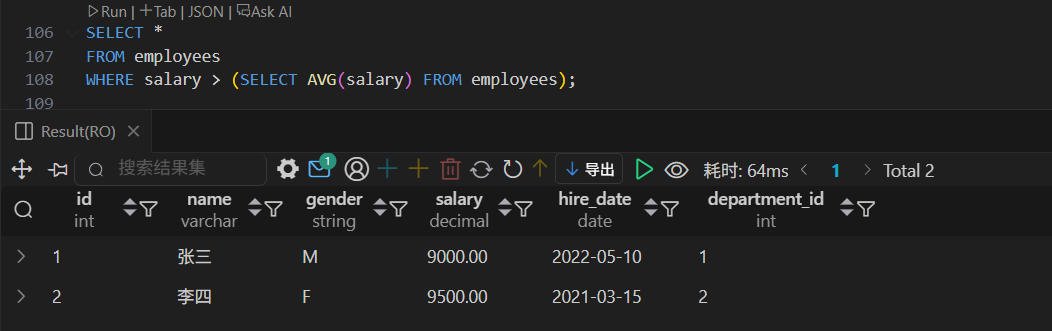 Run | Tab | JSON | Ask AI
106 SELECT *
107 FROM employees
108 WHERE salary > (SELECT AVG(salary) FROM employees);
109
Result(RO)
搜索结果集 1 导出 耗时: 64ms 1 Total 2
id name gender salary hire_date department_id
int varchar string decimal date int
1 张三 M 9000.00 2022-05-10 1
2 李四 F 9500.00 2021-03-15 2